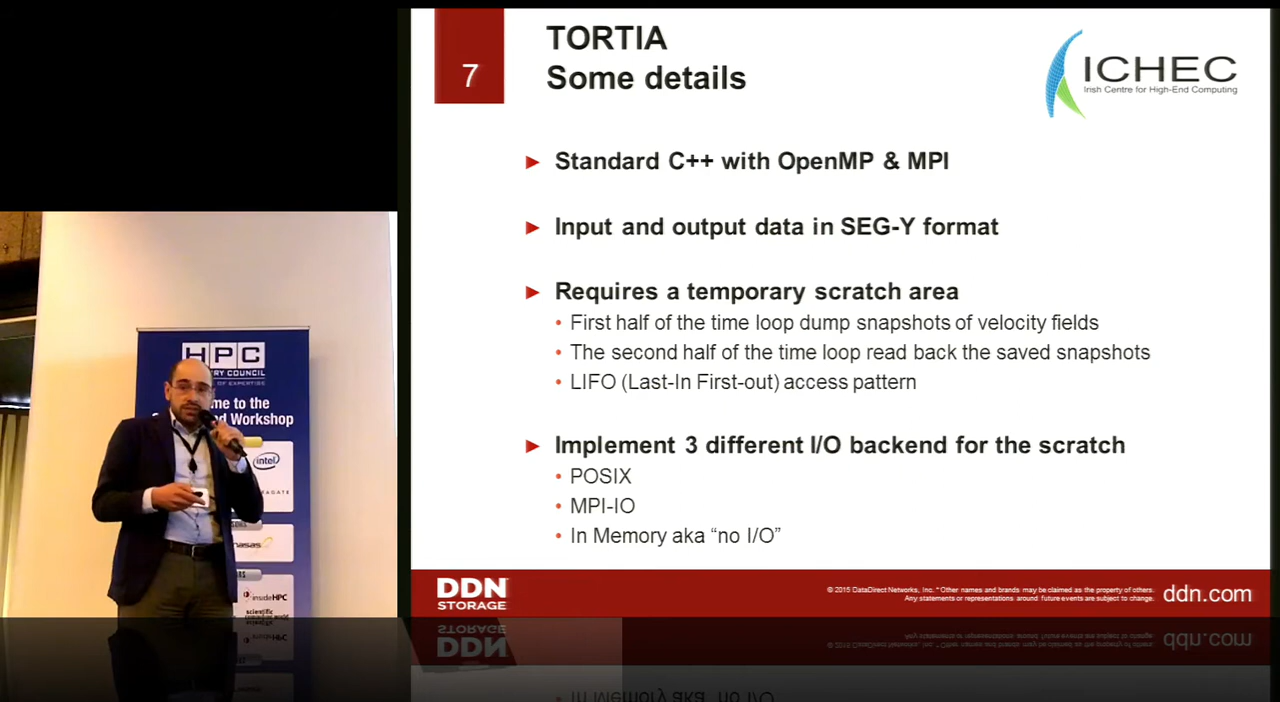 7
TORTIA
Some details
ICHEC
Irish Centre for High-End Computing
► Standard C++ with OpenMP & MPI
► Input and output data in SEG-Y format
► Requires a temporary scratch area
• First half of the time loop dump snapshots of velocity fields
• The second half of the time loop read back the saved snapshots
• LIFO (Last-In First-out) access pattern
► Implement 3 different I/O backend for the scratch
• POSIX
• MPI-IO
• In Memory aka “no I/O”
DDN
STORAGE
© 2015 DataDirect Networks, Inc. * Other names and brands may be claimed as the property of others.
Any statements or representations around future events are subject to change.
ddn.com
HPC
COUNCIL
OF EXPERTISE
me to the
Workshop
intel
insideHPC
scientific